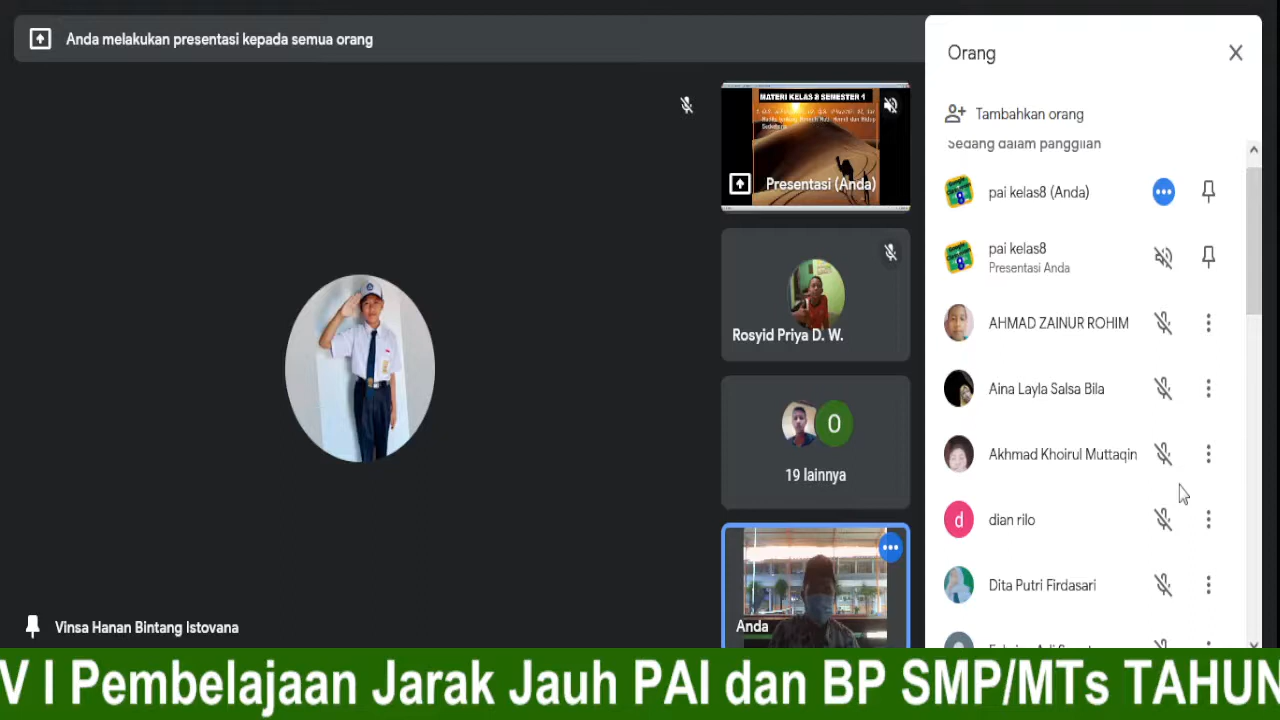 Anda melakukan presentasi kepada semua orang
MATERI KELAS 8 SEMESTER 1
Presentasi (Anda)
Rosyid Priya D. W.
O
19 lainnya
Anda
Vinsa Hanan Bintang Istovana
Orang
Tambahkan orang
Sedang dalam panggilan
8
pai kelas8 (Anda)
8
pai kelas8
Presentasi Anda
AHMAD ZAINUR ROHIM
Aina Layla Salsa Bila
Akhmad Khoirul Muttaqin
d
dian rilo
Dita Putri Firdasari
V I Pembelajaan Jarak Jauh PAI dan BP SMP/MTs TAHUN